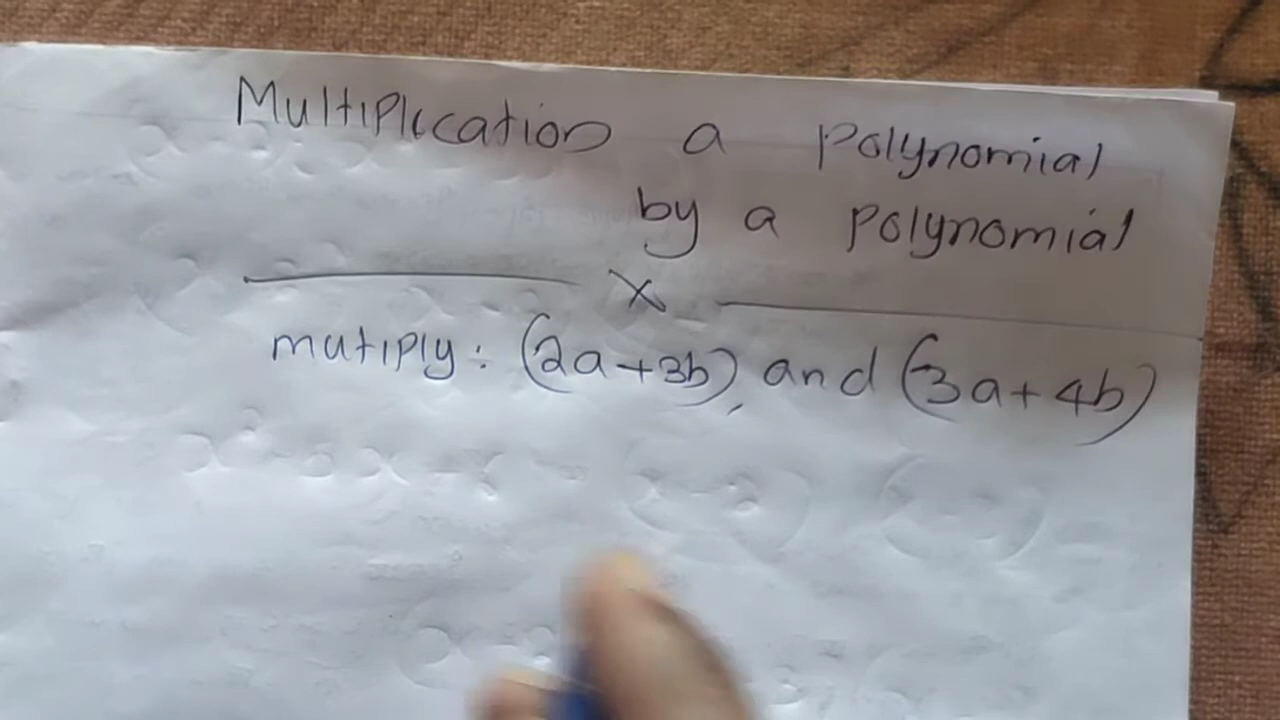 Multiplication a polynomial
by a polynomial
x
mutiply: (2a+3b), and (3a+4b)